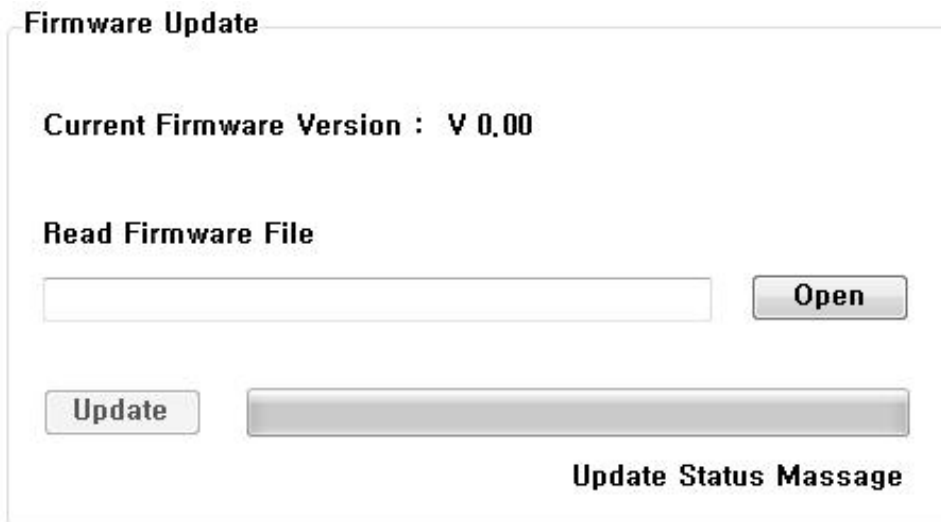 Firmware Update
Current Firmware Version : V 0.00
Read Firmware File
Open
Update
Update Status Massage